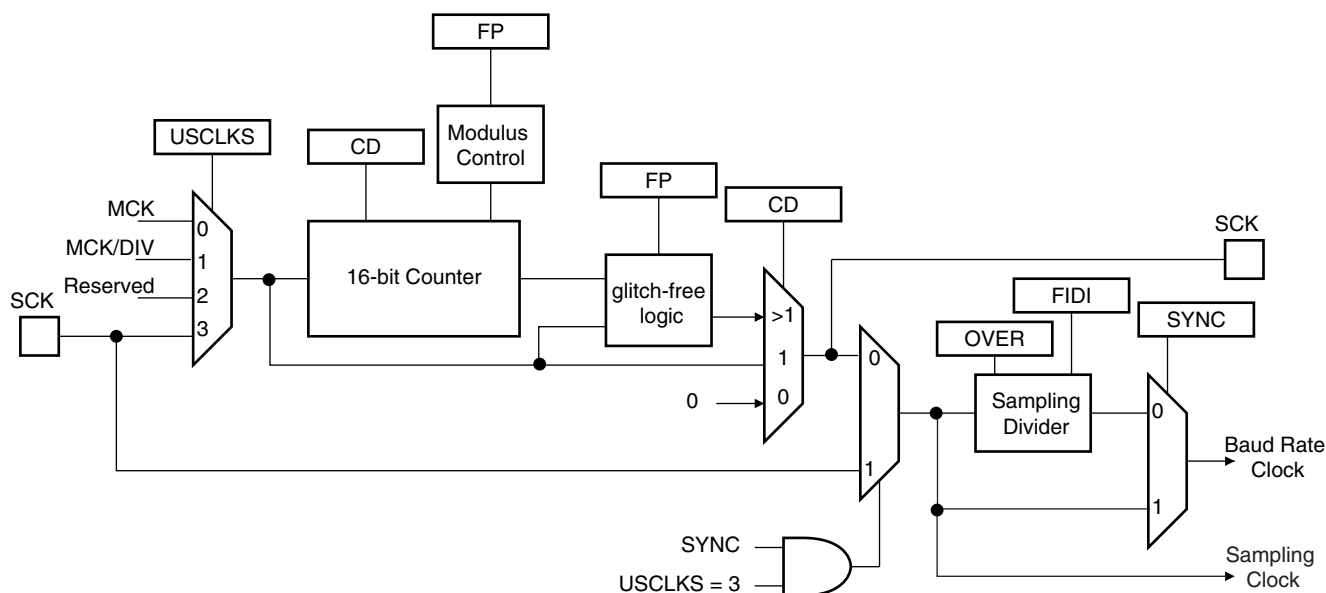 FP
USCLKS
CD
Modulus
Control
FP
CD
MCK
0
MCK/DIV
1
Reserved
2
SCK
3
16-bit Counter
glitch-free
logic
>1
1
0
0
SCK
FIDI
OVER
SYNC
0
Sampling
Divider
0
1
1
Baud Rate
Clock
SYNC
USCLKS = 3
Sampling
Clock